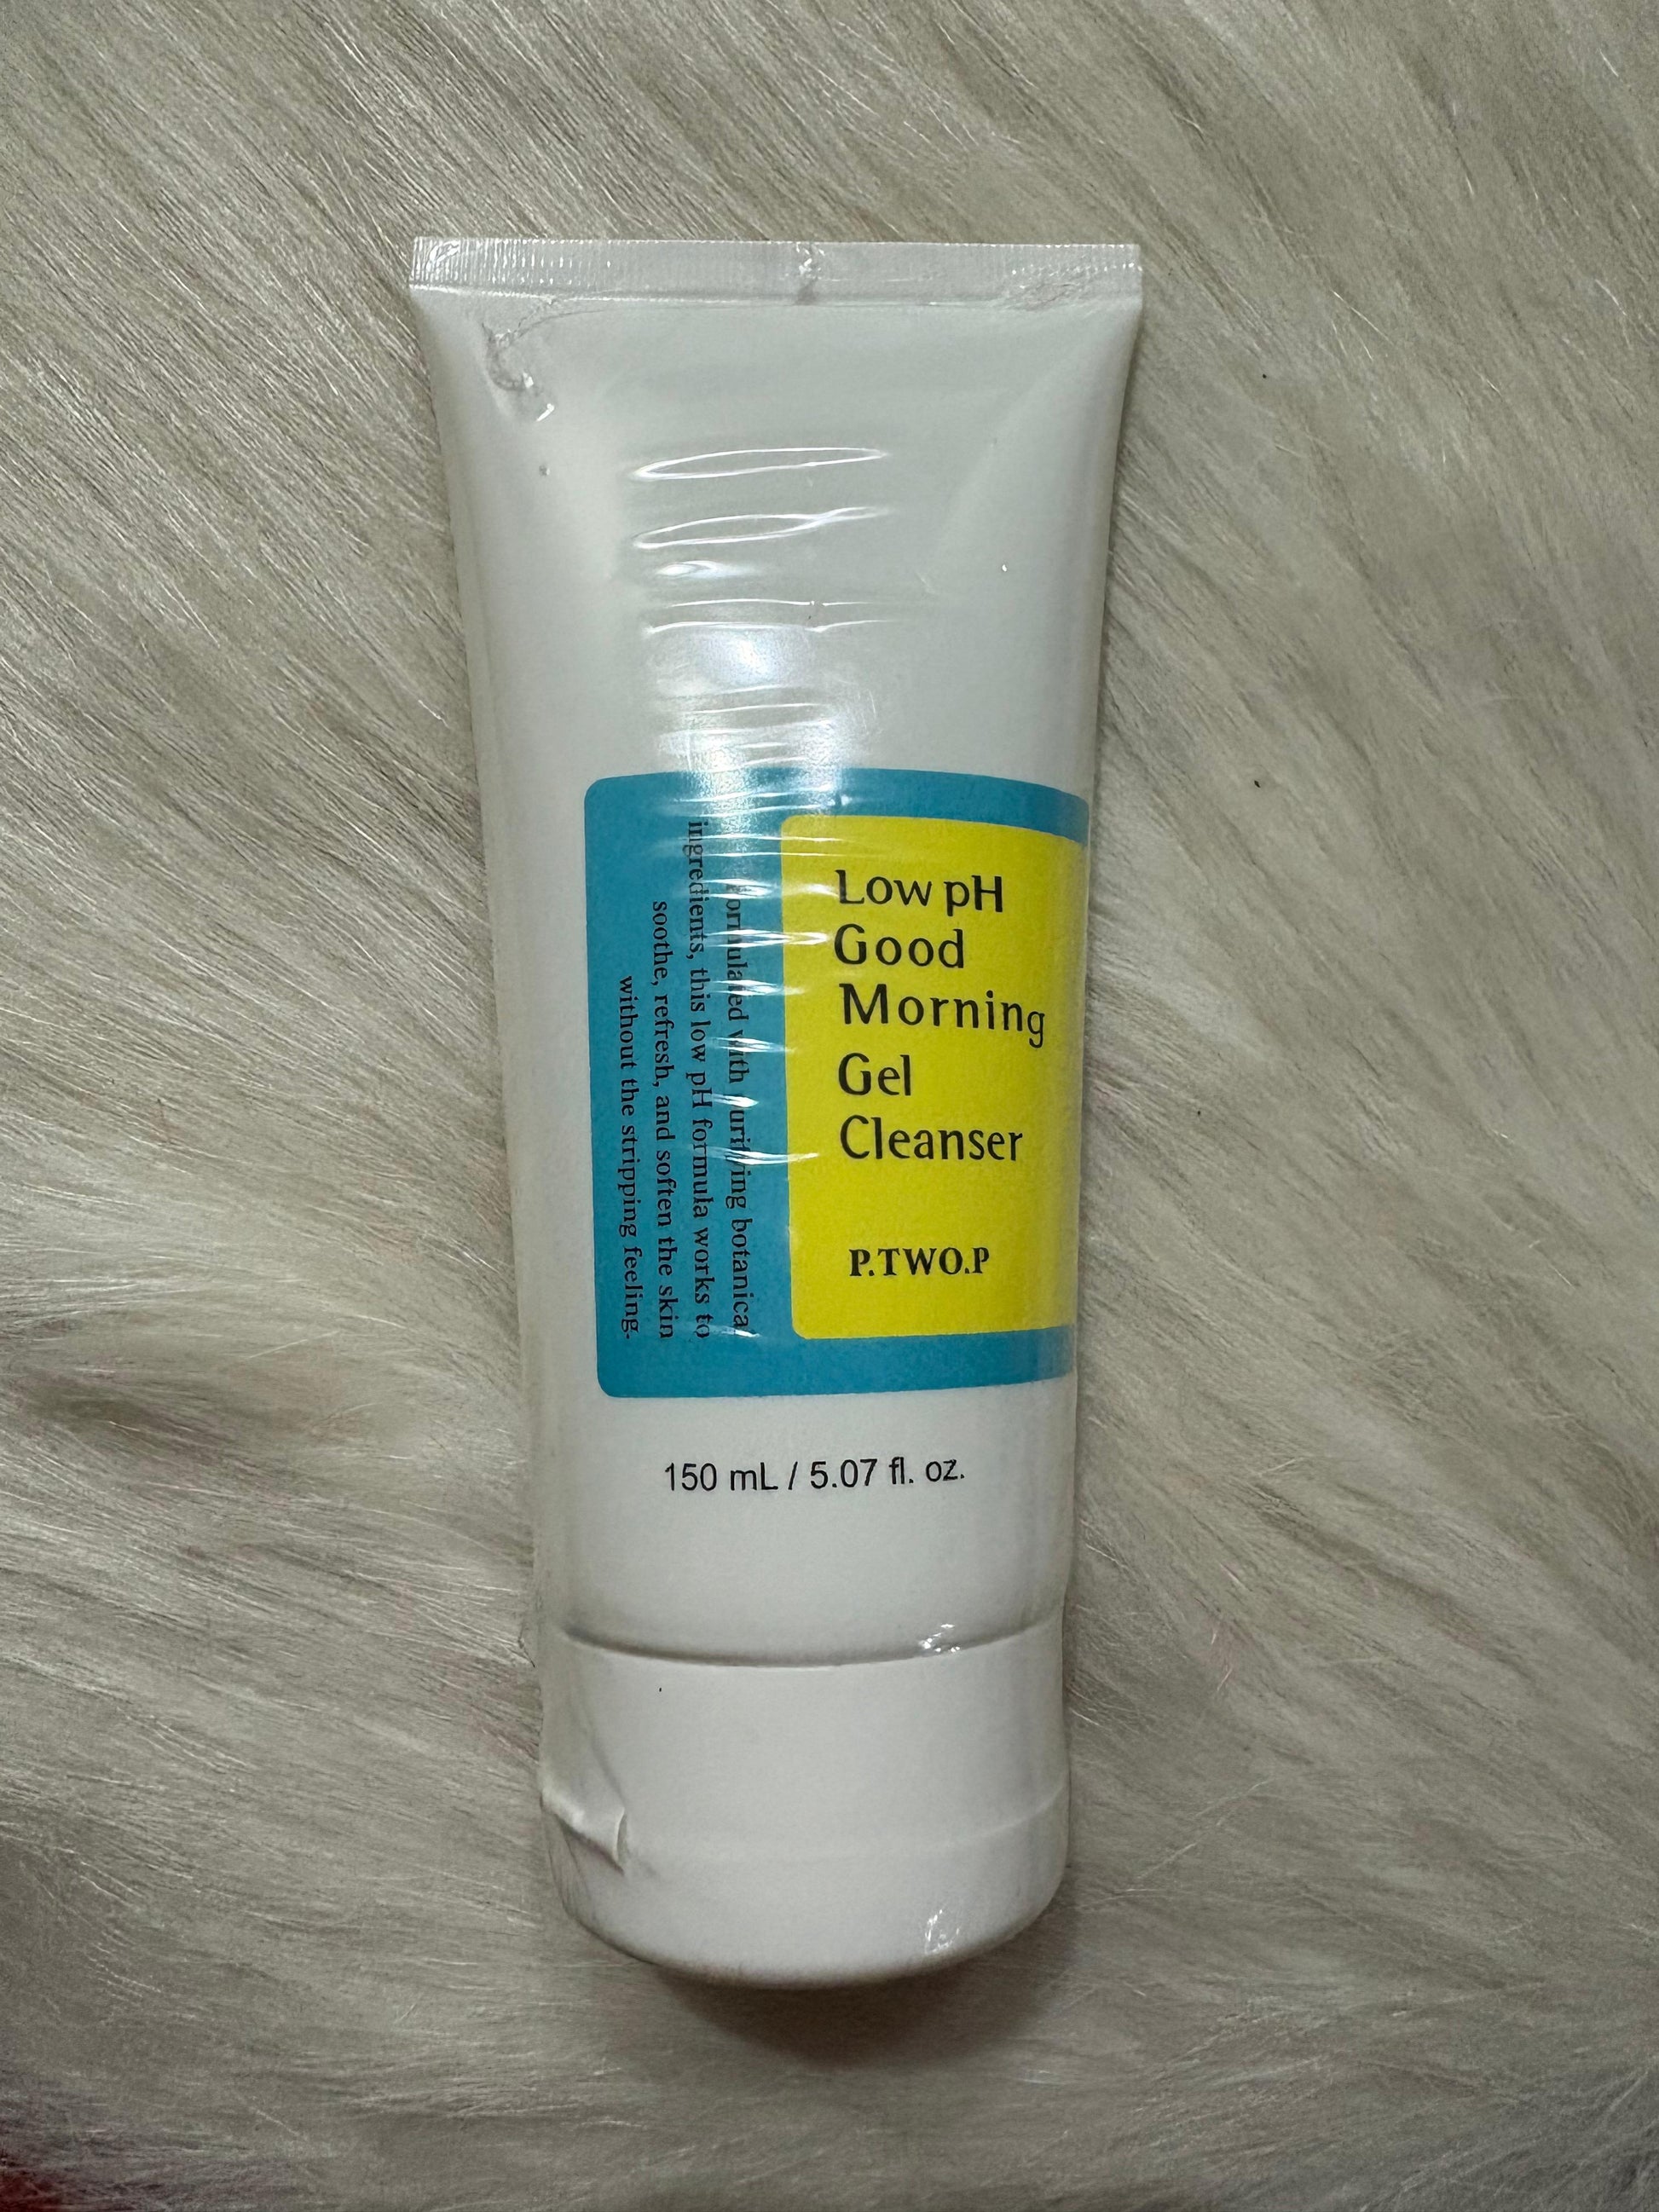 Low pH
Good
Morning
Gel
Cleanser
P.TWO.P
Formulated with purifying botanical
ingredients, this low pH formula works to
soothe, refresh, and soften the skin
without the stripping feeling.
150 mL / 5.07 fl. oz.